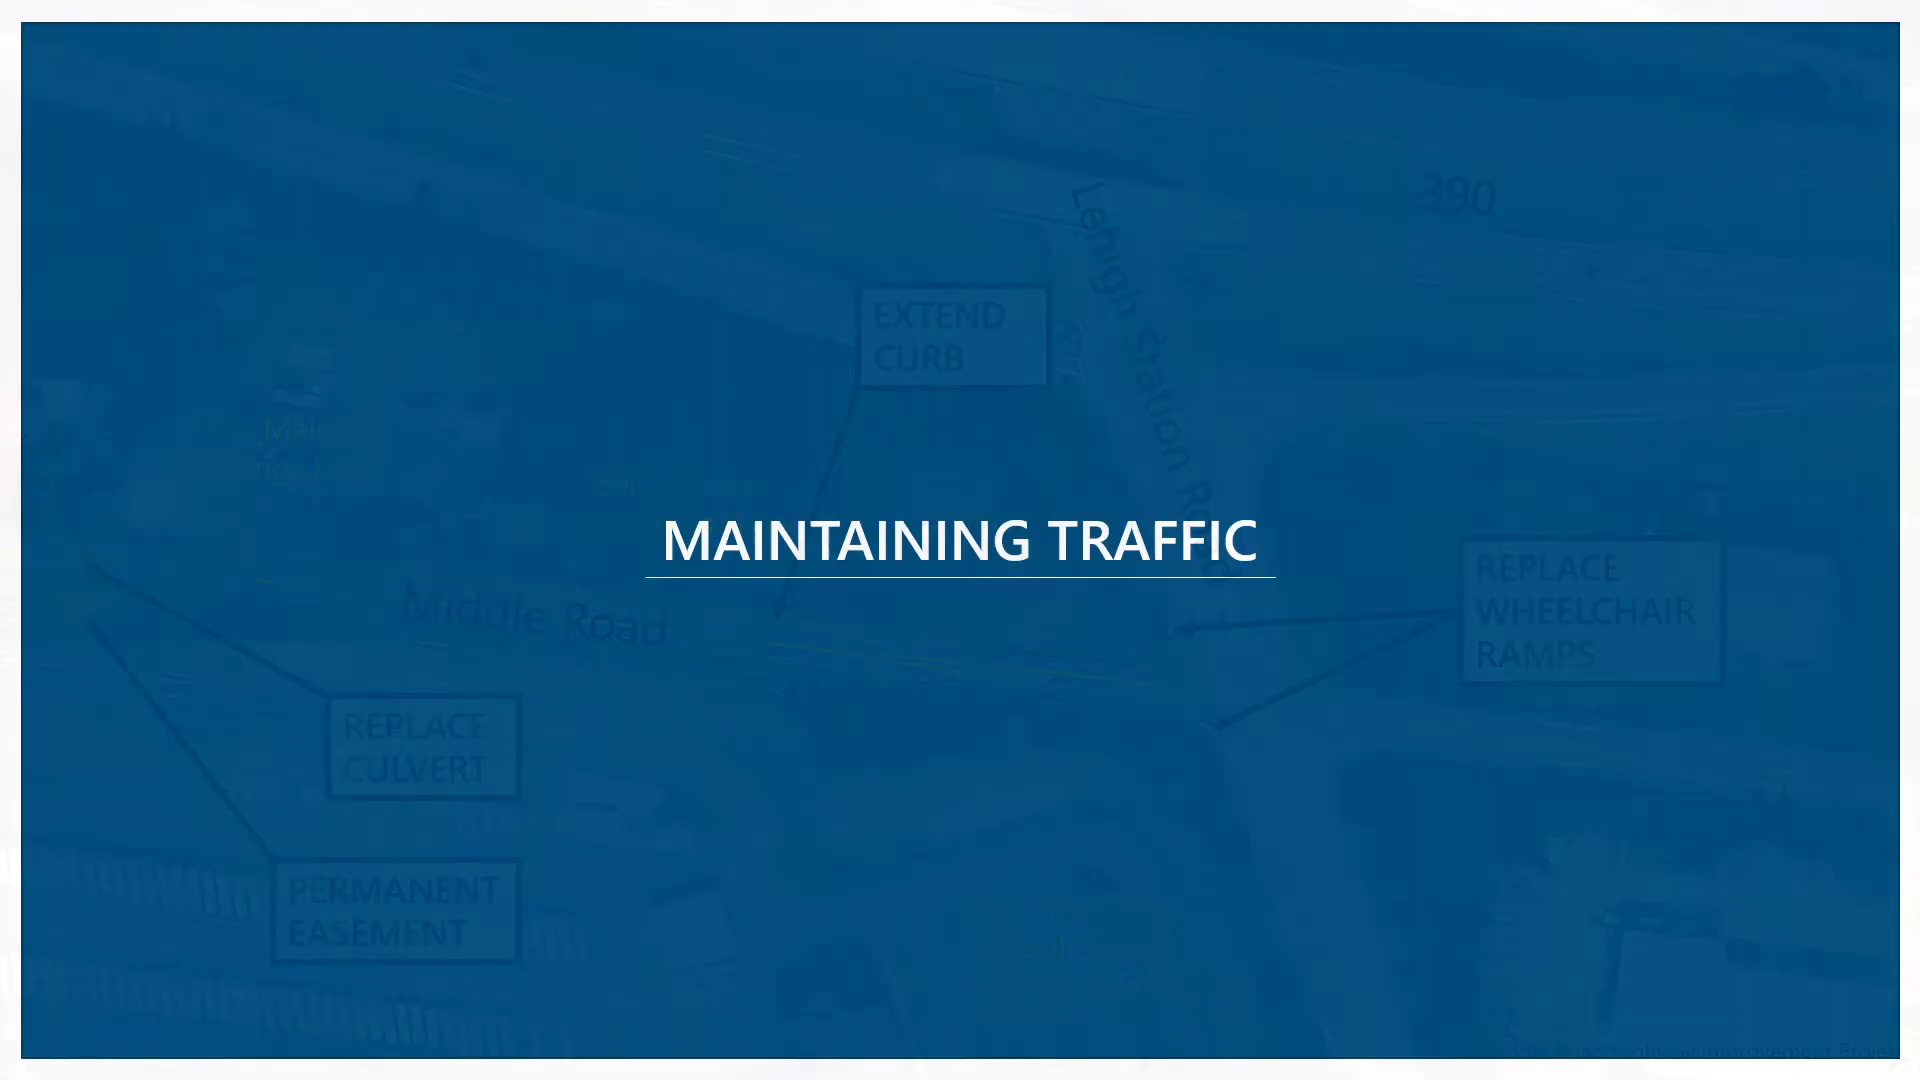 I-390
Lehigh Station Road
EXTEND
CURB
MAINTAINING TRAFFIC
REPLACE
WHEELCHAIR
RAMPS
Middle Road
REPLACE
CULVERT
PERMANENT
EASEMENT